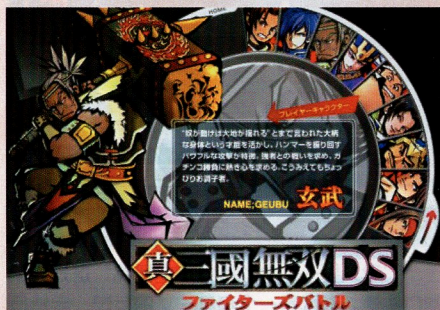 HOME
プレイヤーキャラクター
"奴が動けば大地が揺れる"とまで言われた大柄
な身体という才能を活かし、ハンマーを振り回す
パワフルな攻撃が特徴。強者との戦いを求め、ガ
チンコ勝負に熱き心を求める。こうみえてもちょっ
ぴりお調子者。
NAME;GEUBU 玄武
真・三國無双DS
ファイターズバトル